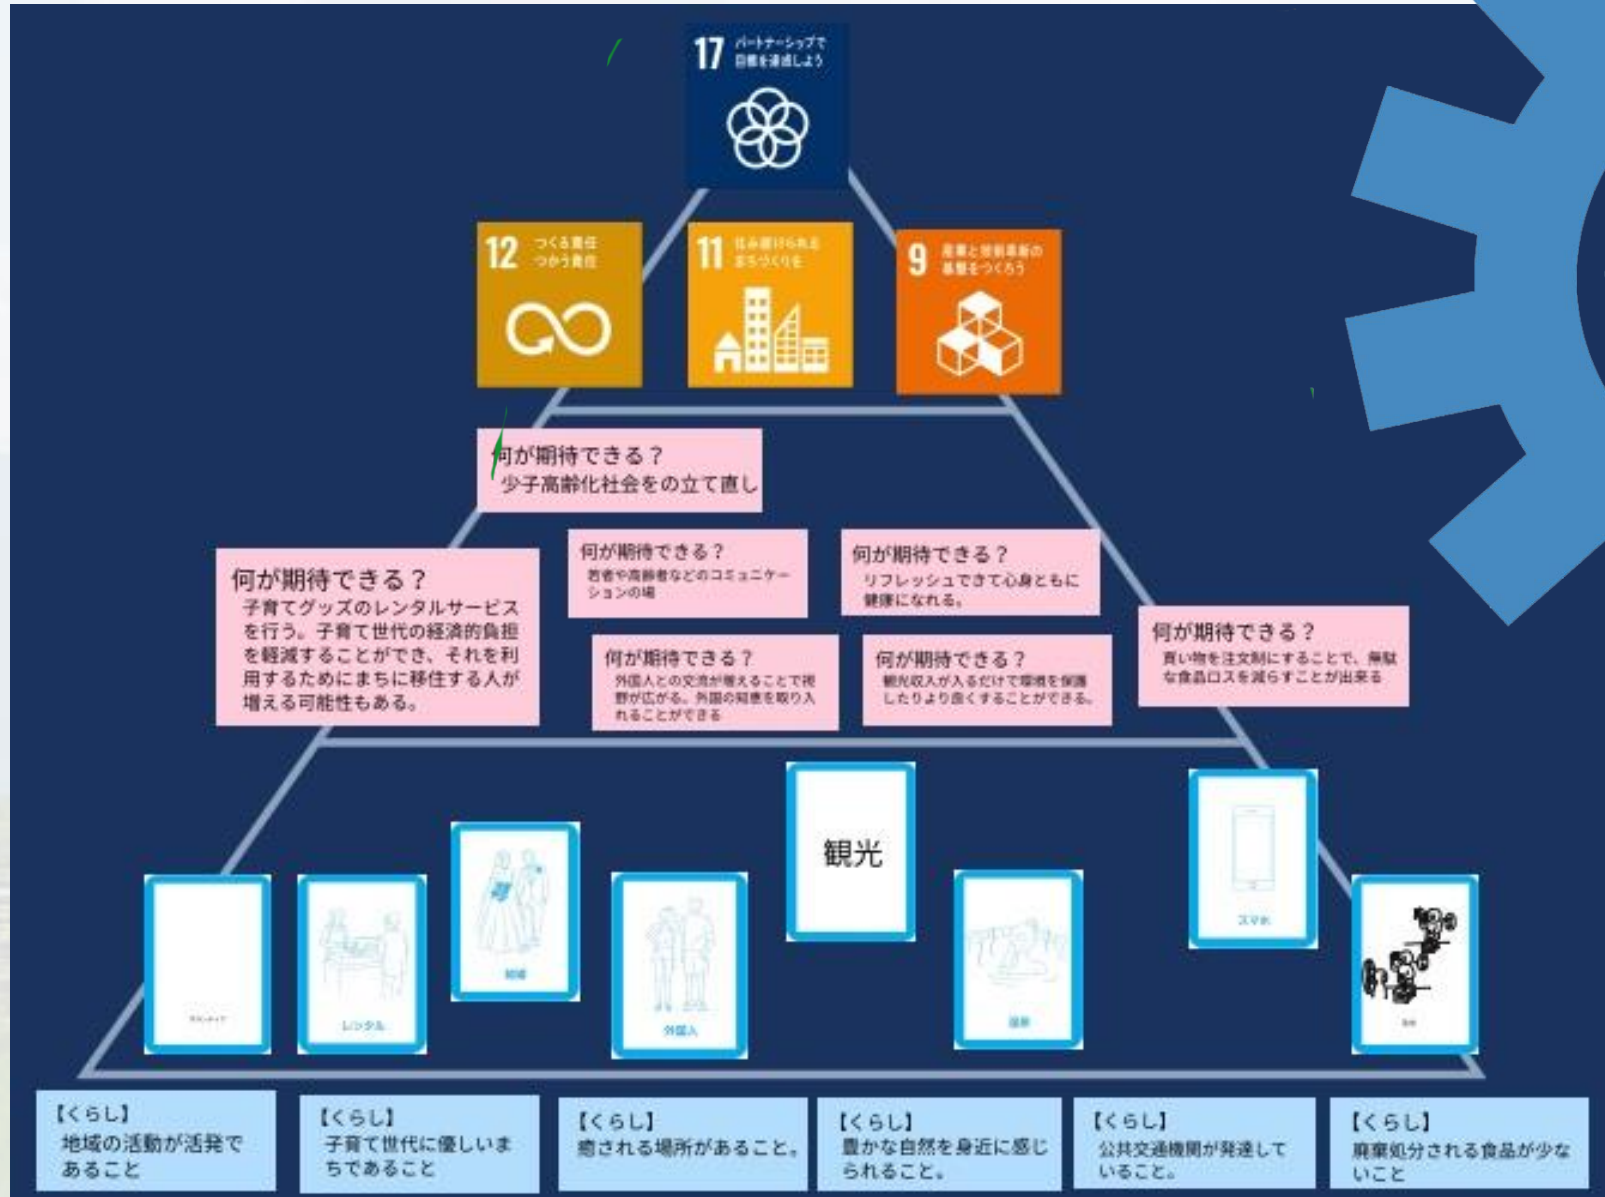 17 パートナーシップで
目標を達成しよう
12 つくる責任
つかう責任
11 住み続けられる
まちづくりを
9 産業と技術革新の
基盤をつくろう
何が期待できる？
少子高齢化社会をの立て直し
何が期待できる？
子育てグッズのレンタルサービス
を行う。子育て世代の経済的負担
を軽減することができ、それを利
用するためにまちに移住する人が
増える可能性もある。
何が期待できる？
若者や高齢者などのコミュニケー
ションの場
何が期待できる？
リフレッシュできて心身ともに
健康になれる。
何が期待できる？
外国人との交流が増えることで視
野が広がる。外国の知恵を取り入
れることができる
何が期待できる？
観光収入が入るだけで環境を保護
したりより良くすることができる。
何が期待できる？
買い物を注文制にすることで、無駄
な食品ロスを減らすことが出来る
レンタル
結婚
外国人
観光
温泉
スマホ
【くらし】
地域の活動が活発で
あること
【くらし】
子育て世代に優しいま
ちであること
【くらし】
癒される場所があること。
【くらし】
豊かな自然を身近に感じ
られること。
【くらし】
公共交通機関が発達して
いること。
【くらし】
廃棄処分される食品が少な
いこと